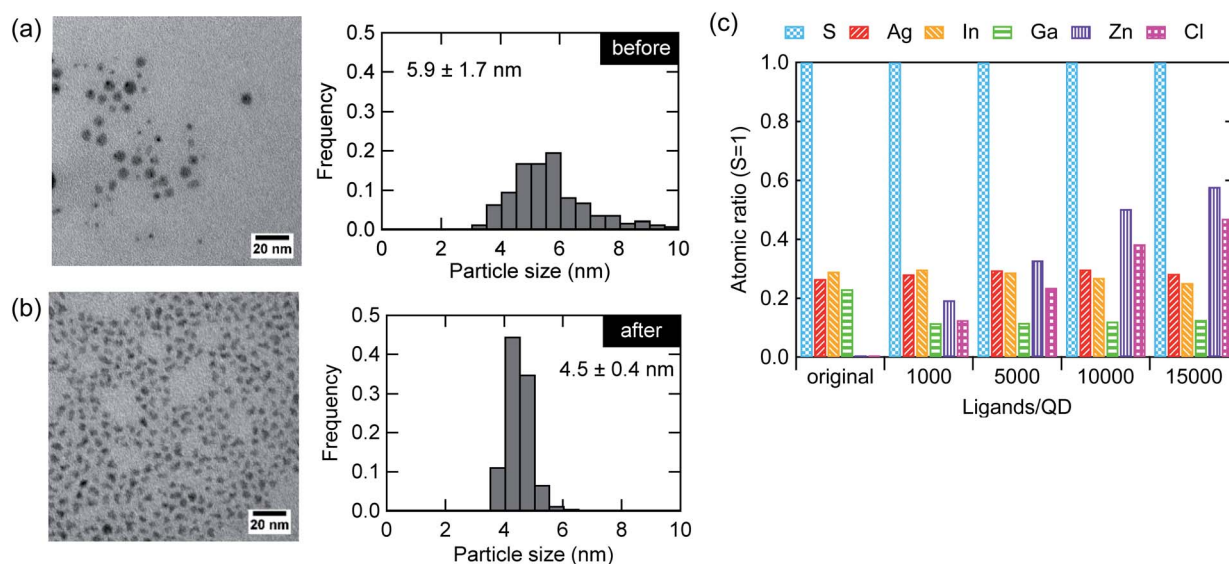 (a)
20 nm
0.5
0.4
0.3
0.2
0.1
0.0
Frequency
before
5.9 ± 1.7 nm
0 2 4 6 8 10
Particle size (nm)
(b)
20 nm
0.5
0.4
0.3
0.2
0.1
0.0
Frequency
after
4.5 ± 0.4 nm
0 2 4 6 8 10
Particle size (nm)
(c)
S Ag In Ga Zn Cl
1.0
0.8
0.6
0.4
0.2
0.0
Atomic ratio (S=1)
original 1000 5000 10000 15000
Ligands/QD